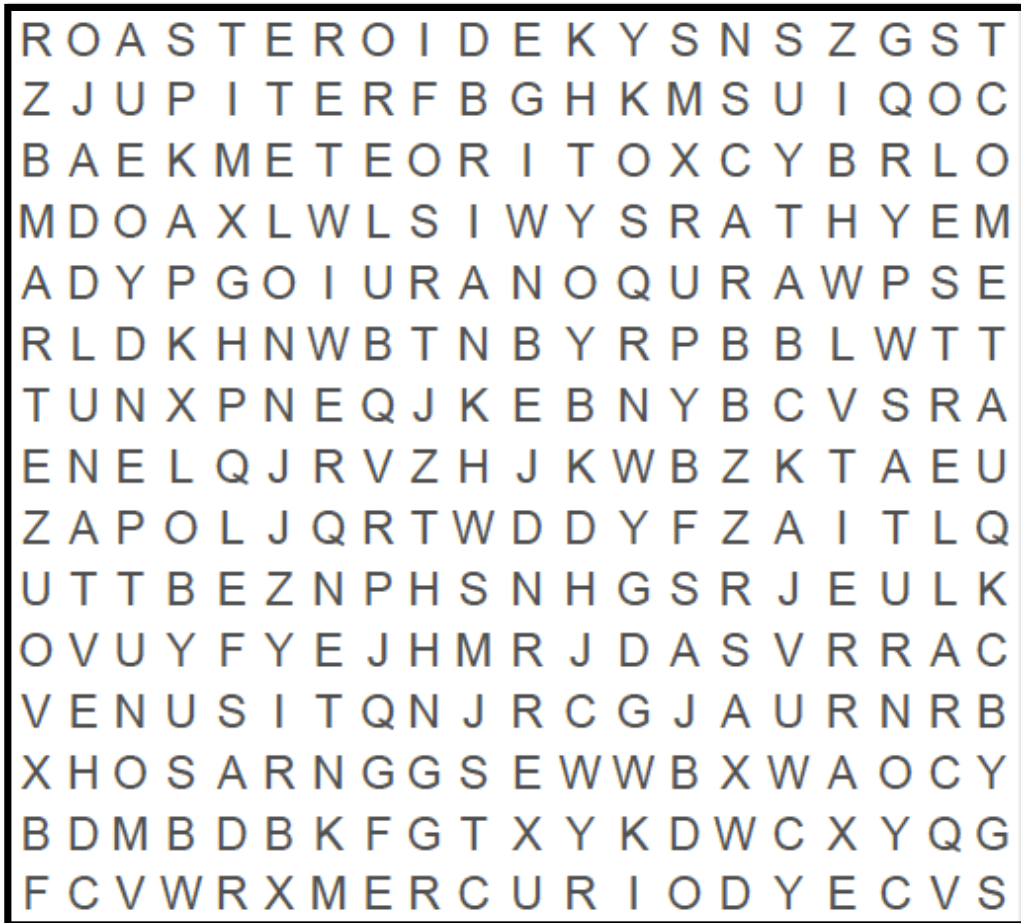 R O A S T E R O I D E K Y S N S Z G S T
Z J U P I T E R F B G H K M S U I Q O C
B A E K M E T E O R I T O X C Y B R L O
M D O A X L W L S I W Y S R A T H Y E M
A D Y P G O I U R A N O Q U R A W P S E
R L D K H N W B T N B Y R P B B L W T T
T U N X P N E Q J K E B N Y B C V S R A
E N E L Q J R V Z H J K W B Z K T A E U
Z A P O L J Q R T W D D Y F Z A I T L Q
U T T B E Z N P H S N H G S R J E U L K
O V U Y F Y E J H M R J D A S V R R A C
V E N U S I T Q N J R C G J A U R N R B
X H O S A R N G G S E W W B X W A O C Y
B D M B D B K F G T X Y K D W C X Y Q G
F C V W R X M E R C U R I O D Y E C V S